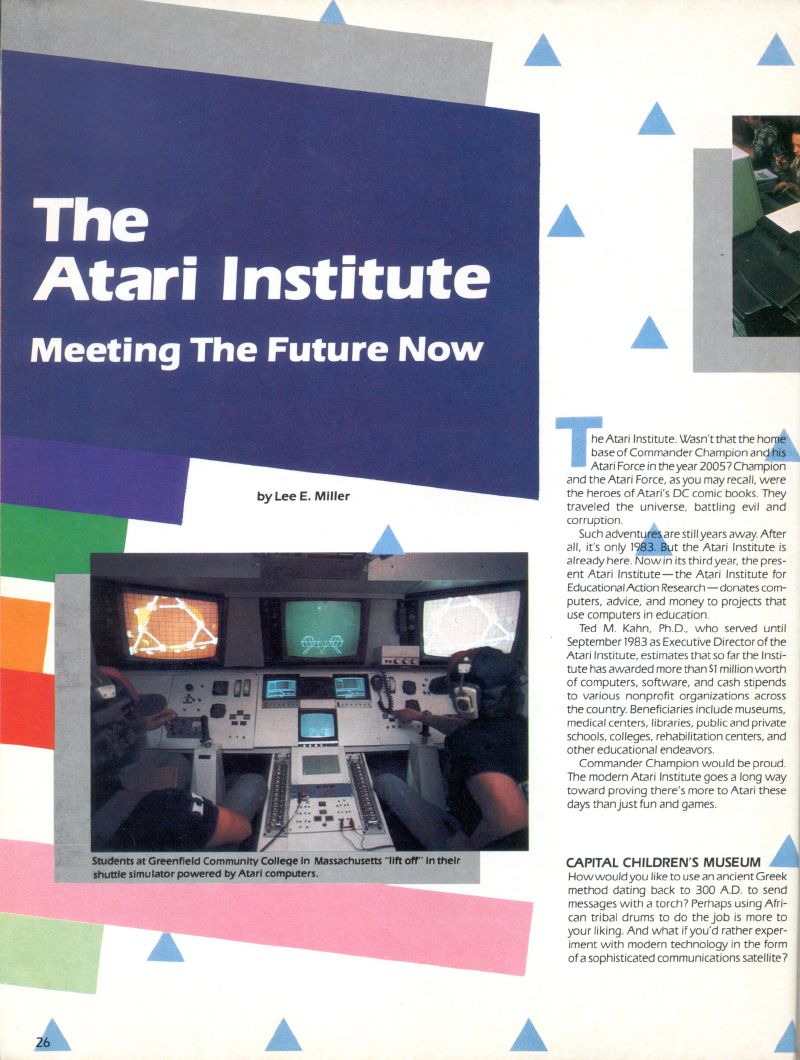 The
Atari Institute
Meeting The Future Now
by Lee E. Miller
Students at Greenfield Community College in Massachusetts "lift off" in their
shuttle simulator powered by Atari computers.
The Atari Institute. Wasn't that the home
base of Commander Champion and his
Atari Force in the year 2005? Champion
and the Atari Force, as you may recall, were
the heroes of Atari's DC comic books. They
traveled the universe, battling evil and
corruption.
Such adventures are still years away. After
all, it's only 1983. But the Atari Institute is
already here. Now in its third year, the pres-
ent Atari Institute—the Atari Institute for
Educational Action Research—donates com-
puters, advice, and money to projects that
use computers in education.
Ted M. Kahn, Ph.D., who served until
September 1983 as Executive Director of the
Atari Institute, estimates that so far the Insti-
tute has awarded more than $1 million worth
of computers, software, and cash stipends
to various nonprofit organizations across
the country. Beneficiaries include museums,
medical centers, libraries, public and private
schools, colleges, rehabilitation centers, and
other educational endeavors.
Commander Champion would be proud.
The modern Atari Institute goes a long way
toward proving there's more to Atari these
days than just fun and games.
CAPITAL CHILDREN'S MUSEUM
How would you like to use an ancient Greek
method dating back to 300 A.D. to send
messages with a torch? Perhaps using Afri-
can tribal drums to do the job is more to
your liking. And what if you'd rather exper-
iment with modern technology in the form
of a sophisticated communications satellite?
26